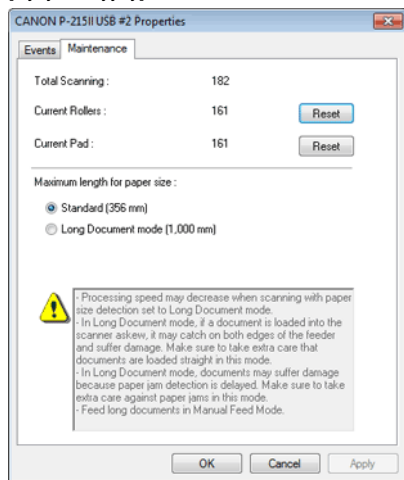 CANON P-215II USB #2 Properties
Events Maintenance
Total Scanning : 182
Current Rollers : 161 Reset
Current Pad : 161 Reset
Maximum length for paper size :
Standard (356 mm)
Long Document mode (1,000 mm)
- Processing speed may decrease when scanning with paper
size detection set to Long Document mode.
- In Long Document mode, if a document is loaded into the
scanner askew, it may catch on both edges of the feeder
and suffer damage. Make sure to take extra care that
documents are loaded straight in this mode.
- In Long Document mode, documents may suffer damage
because paper jam detection is delayed. Make sure to take
extra care against paper jams in this mode.
- Feed long documents in Manual Feed Mode.
OK Cancel Apply